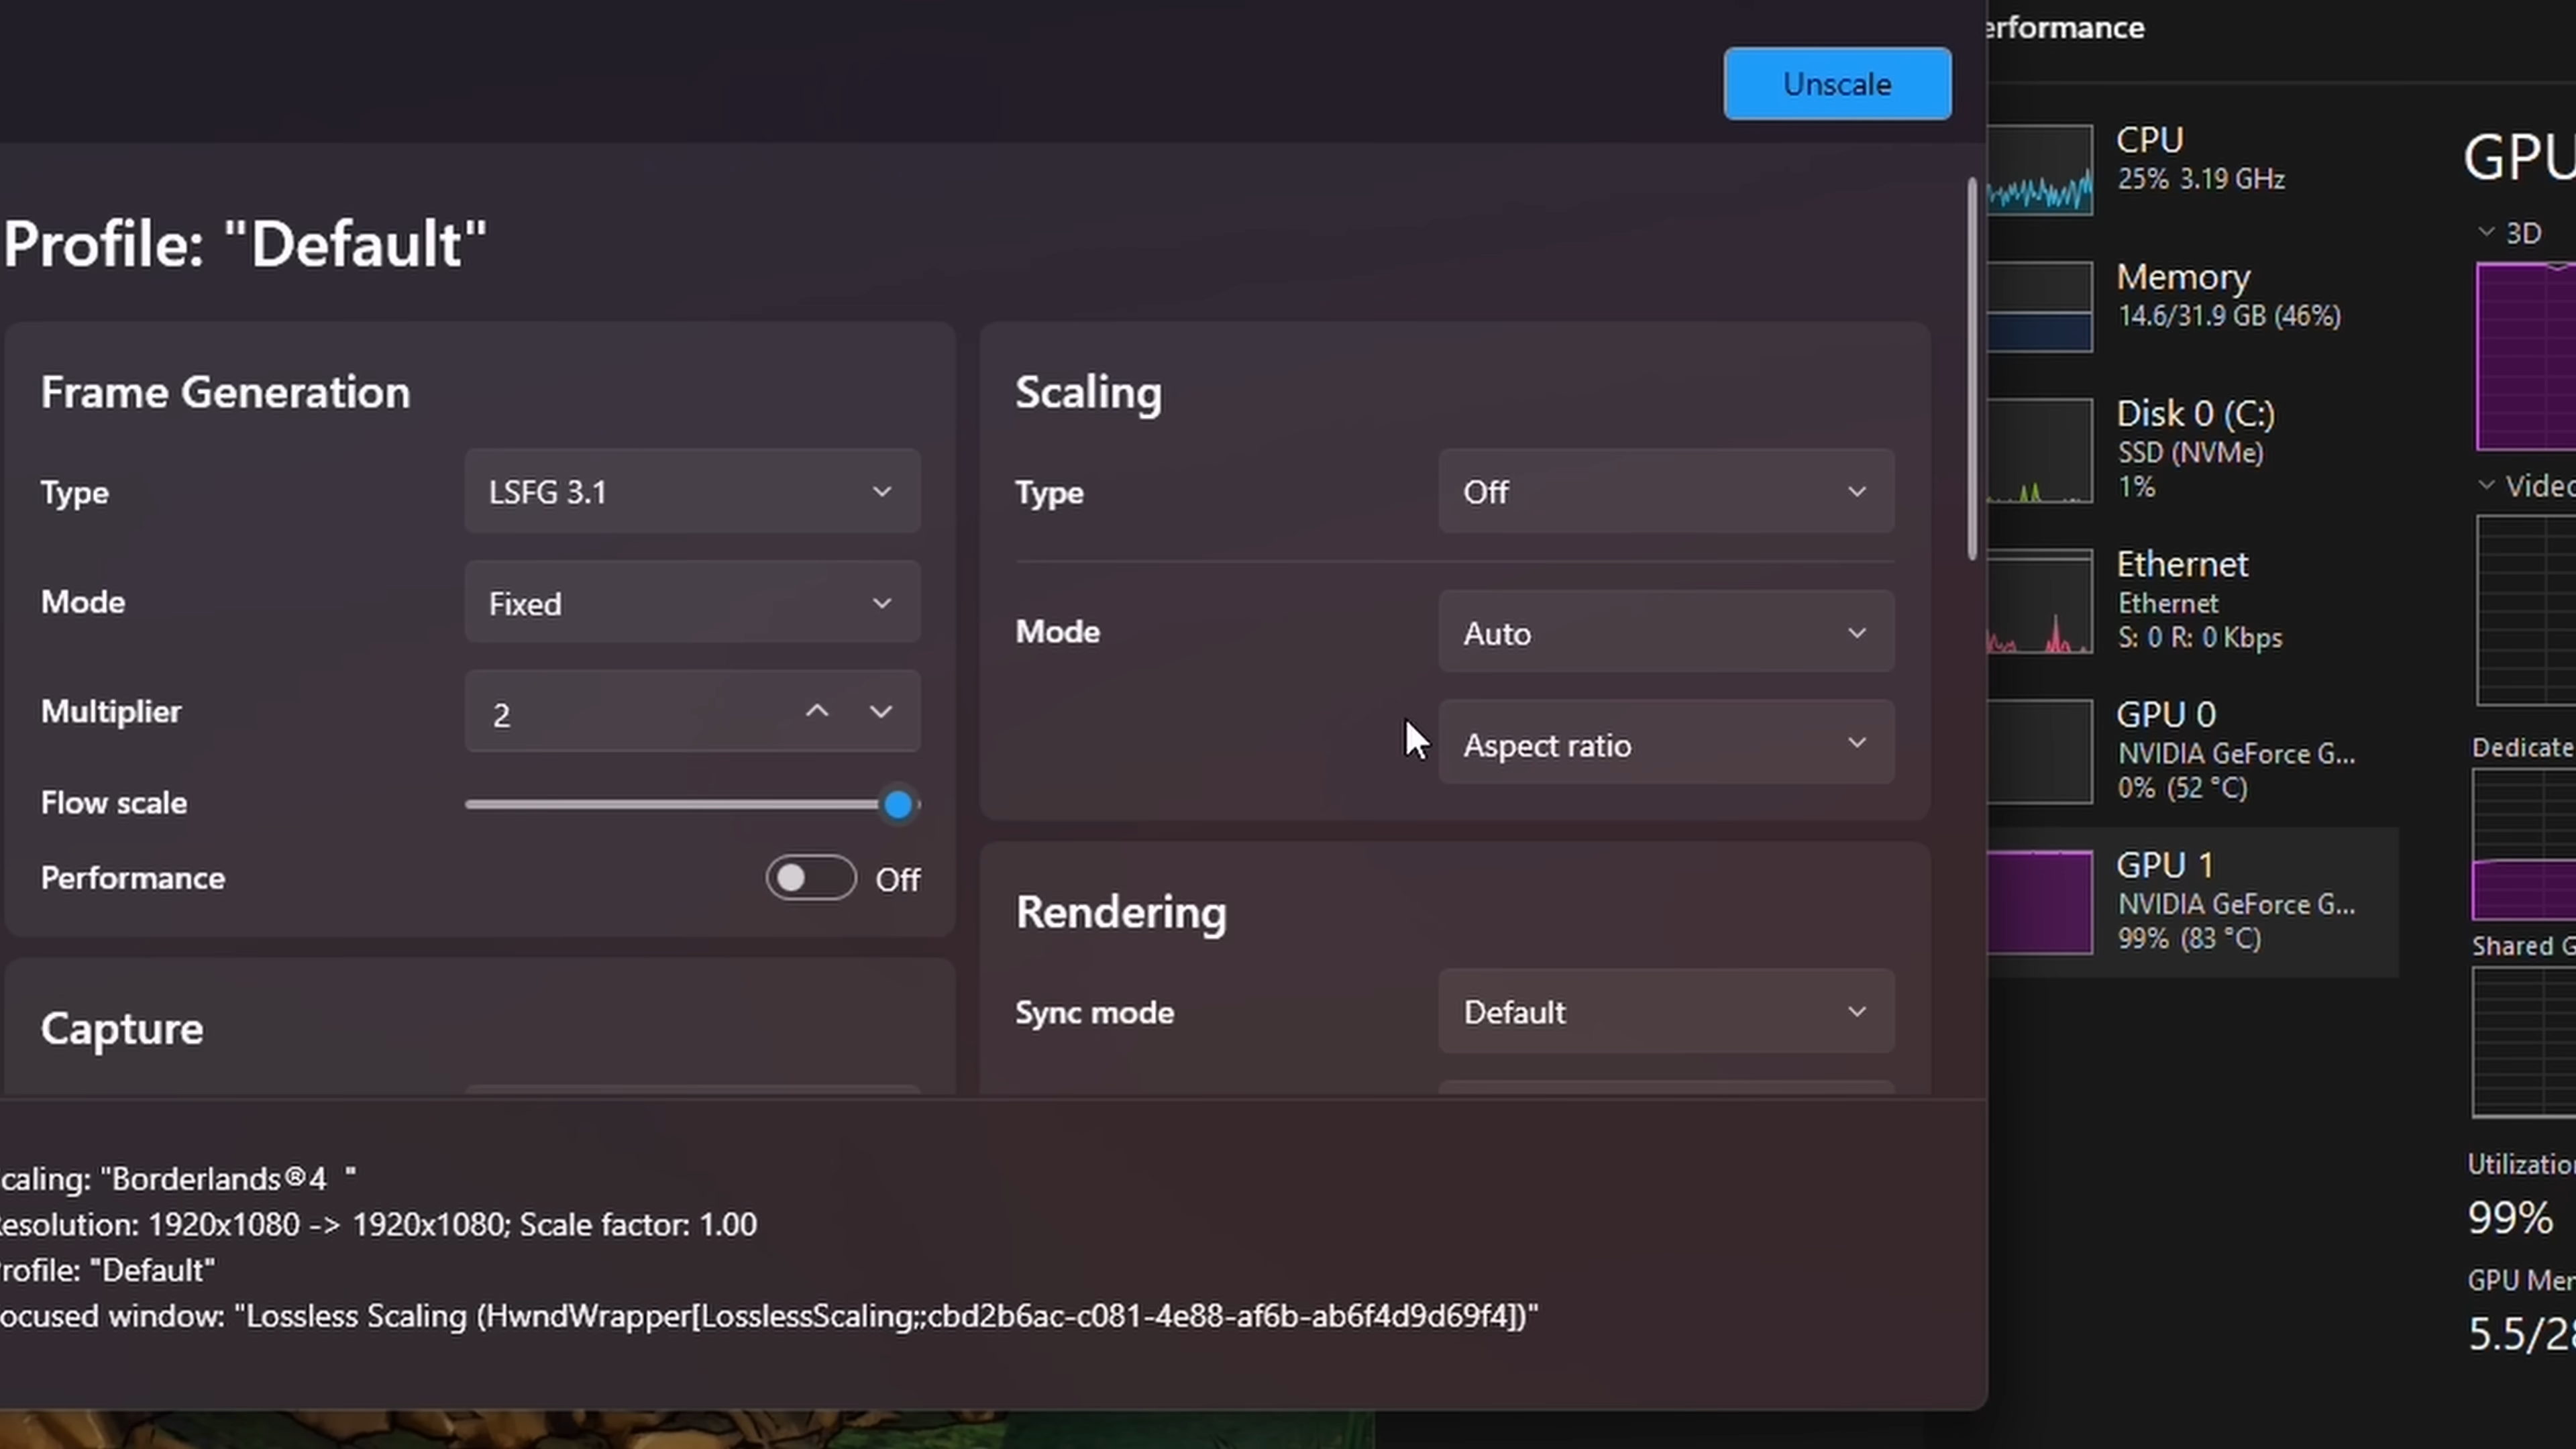 Unscale
Profile: "Default"
Frame Generation
Type
LSFG 3.1
Mode
Fixed
Multiplier
2
Flow scale
Performance
Off
Capture
Scaling
Type
Off
Mode
Auto
Aspect ratio
Rendering
Sync mode
Default
caling: "Borderlands®4  "
esolution: 1920x1080 -> 1920x1080; Scale factor: 1.00
rofile: "Default"
ocused window: "Lossless Scaling (HwndWrapper[LosslessScaling;;cbd2b6ac-c081-4e88-af6b-ab6f4d9d69f4])"
erformance
CPU
25% 3.19 GHz
Memory
14.6/31.9 GB (46%)
Disk 0 (C:)
SSD (NVMe)
1%
Ethernet
Ethernet
S: 0 R: 0 Kbps
GPU 0
NVIDIA GeForce G...
0% (52 °C)
GPU 1
NVIDIA GeForce G...
99% (83 °C)
GPU
3D
Video
Dedicate
Shared G
Utilization
99%
GPU Mem
5.5/28